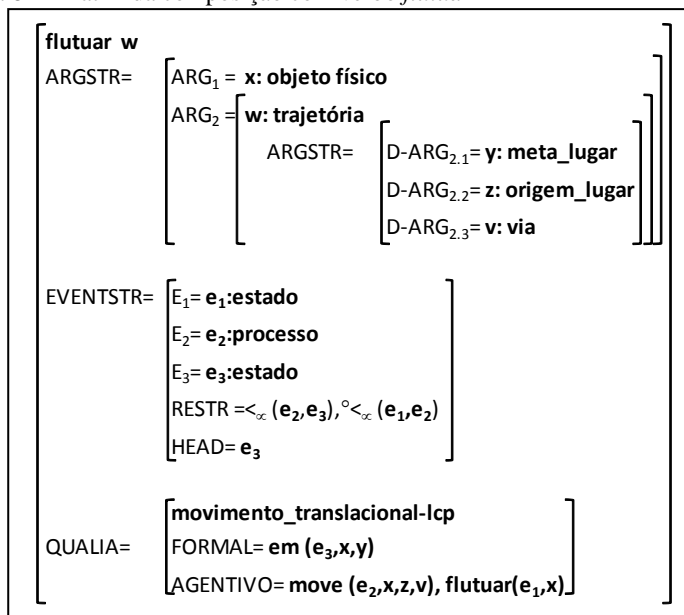 flutuar w
ARGSTR= ARG1 = x: objeto físico
ARG2 = w: trajetória
ARGSTR= D-ARG2.1= y: meta_lugar
D-ARG2.2= z: origem_lugar
D-ARG2.3= v: via
EVENTSTR= E1= e1:estado
E2= e2:processo
E3= e3:estado
RESTR =<∝ (e2,e3),°<∝ (e1,e2)
HEAD= e3
movimento_translacional-lcp
QUALIA= FORMAL= em (e3,x,y)
AGENTIVO= move (e2,x,z,v), flutuar(e1,x)